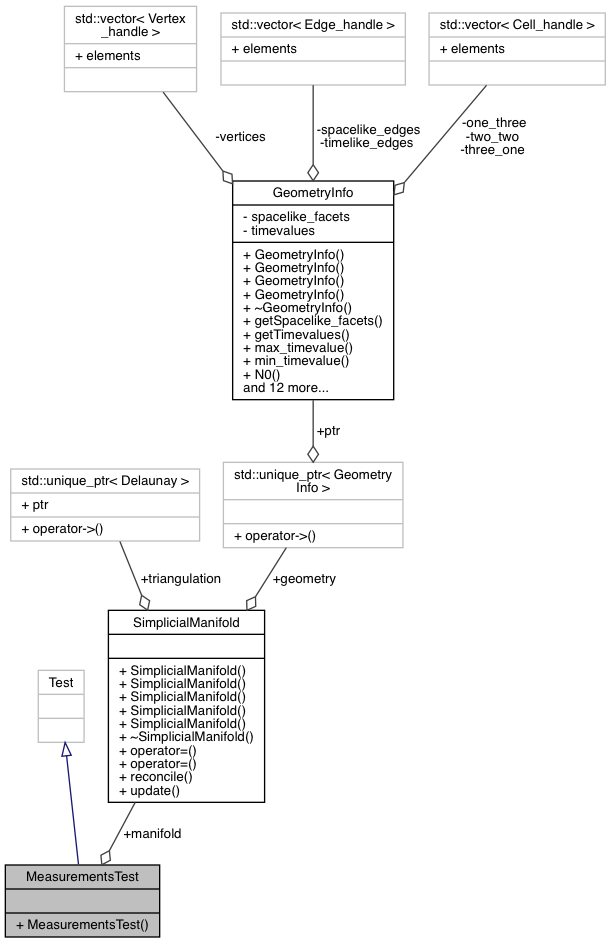 std::vector< Vertex
_handle >
+ elements
std::vector< Edge_handle >
+ elements
std::vector< Cell_handle >
+ elements
-vertices
-spacelike_edges
-timelike_edges
-one_three
-two_two
-three_one
GeometryInfo
- spacelike_facets
- timevalues
+ GeometryInfo()
+ GeometryInfo()
+ GeometryInfo()
+ GeometryInfo()
+ ~GeometryInfo()
+ getSpacelike_facets()
+ getTimevalues()
+ max_timevalue()
+ min_timevalue()
+ N0()
and 12 more...
+ptr
std::unique_ptr< Delaunay >
+ ptr
+ operator->()
std::unique_ptr< Geometry
Info >
+ operator->()
+triangulation
+geometry
SimplicialManifold
+ SimplicialManifold()
+ SimplicialManifold()
+ SimplicialManifold()
+ SimplicialManifold()
+ SimplicialManifold()
+ ~SimplicialManifold()
+ operator=()
+ operator=()
+ reconcile()
+ update()
Test
+manifold
MeasurementsTest
+ MeasurementsTest()